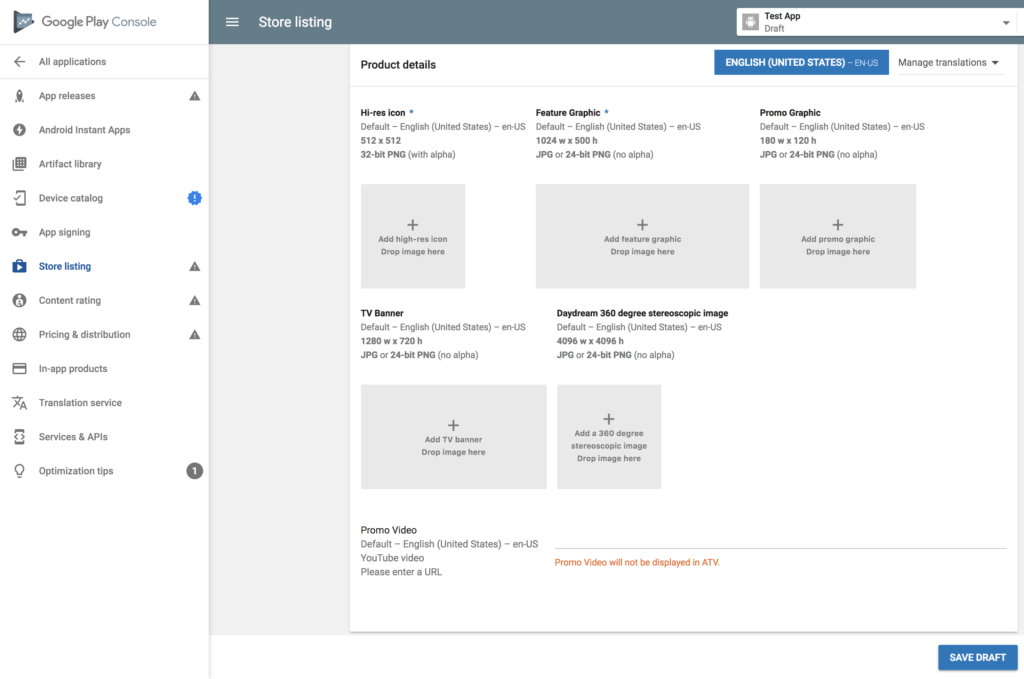 Google Play Console
Store listing
Test App
Draft
All applications
App releases
Android Instant Apps
Artifact library
Device catalog
App signing
Store listing
Content rating
Pricing & distribution
In-app products
Translation service
Services & APIs
Optimization tips
1
Product details
ENGLISH (UNITED STATES) – EN-US
Manage translations
Hi-res icon *
Default – English (United States) – en-US
512 x 512
32-bit PNG (with alpha)
Feature Graphic *
Default – English (United States) – en-US
1024 w x 500 h
JPG or 24-bit PNG (no alpha)
Promo Graphic
Default – English (United States) – en-US
180 w x 120 h
JPG or 24-bit PNG (no alpha)
Add high-res icon
Drop image here
Add feature graphic
Drop image here
Add promo graphic
Drop image here
TV Banner
Default – English (United States) – en-US
1280 w x 720 h
JPG or 24-bit PNG (no alpha)
Daydream 360 degree stereoscopic image
Default – English (United States) – en-US
4096 w x 4096 h
JPG or 24-bit PNG (no alpha)
Add TV banner
Drop image here
Add a 360 degree
stereoscopic image
Drop image here
Promo Video
Default – English (United States) – en-US
YouTube video
Please enter a URL
Promo Video will not be displayed in ATV.
SAVE DRAFT